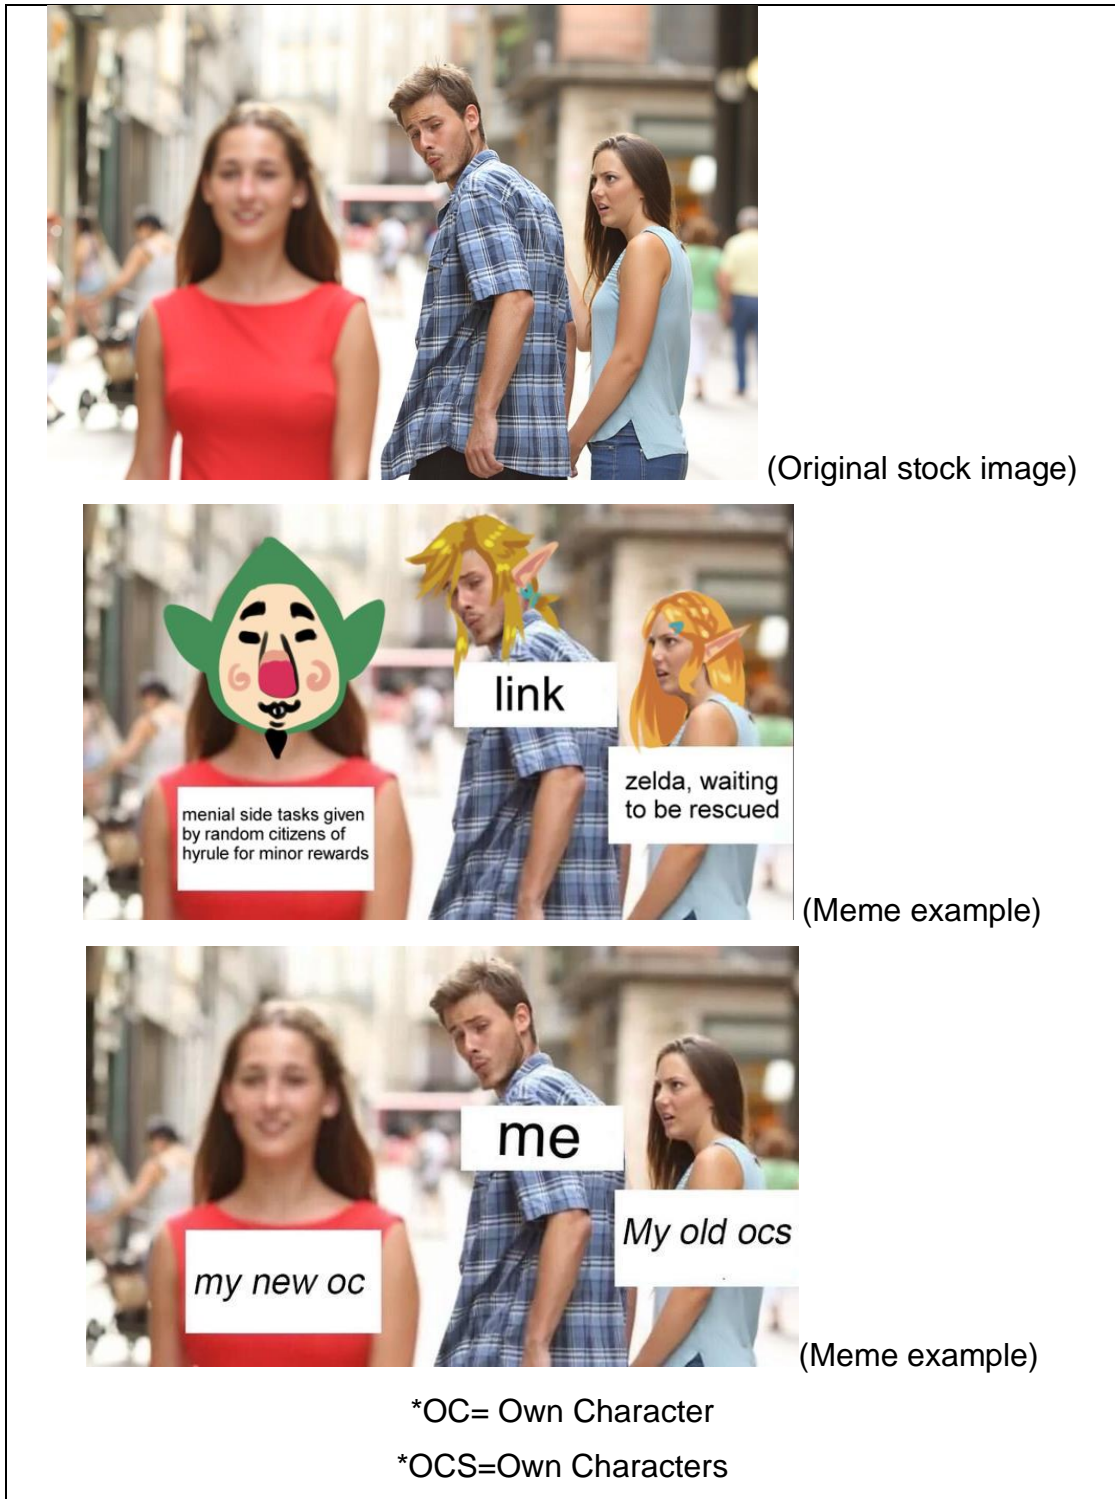 (Original stock image)
link
zelda, waiting
to be rescued
menial side tasks given
by random citizens of
hyrule for minor rewards
(Meme example)
me
My old ocs
my new oc
(Meme example)
*OC= Own Character
*OCS=Own Characters